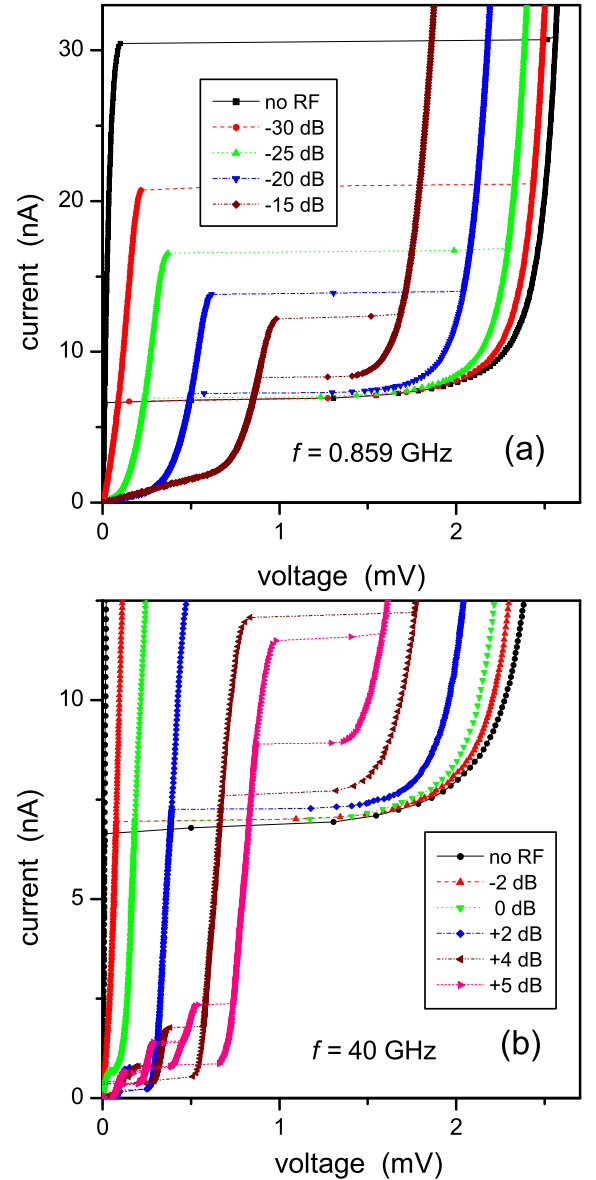 30
no RF
-30 dB
-25 dB
-20 dB
-15 dB
20
current (nA)
10
f = 0.859 GHz
(a)
0
0
1
2
voltage (mV)
10
current (nA)
no RF
-2 dB
0 dB
+2 dB
+4 dB
+5 dB
5
f = 40 GHz
(b)
0
0
1
2
voltage (mV)